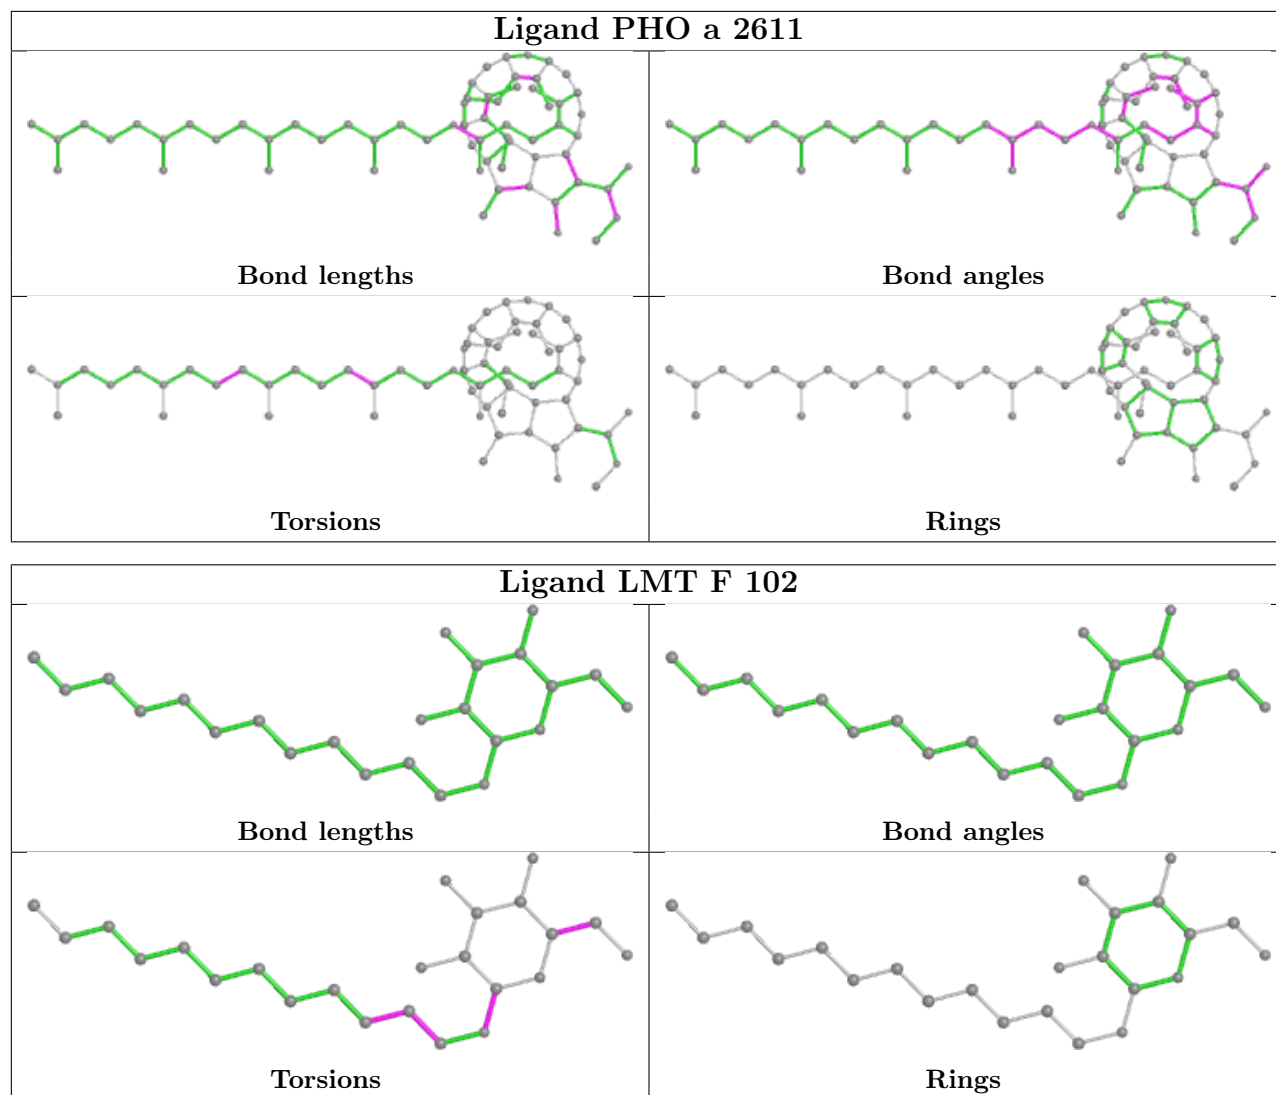 Ligand PHO a 2611
Bond lengths
Bond angles
Torsions
Rings
Ligand LMT F 102
Bond lengths
Bond angles
Torsions
Rings